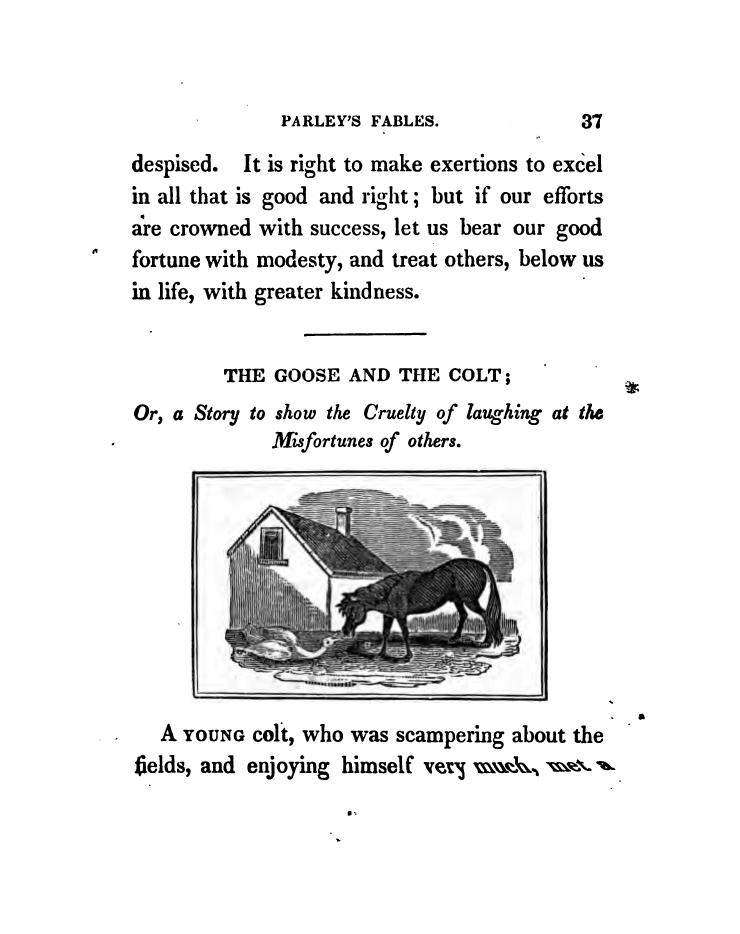 PARLEY'S FABLES. 37
despised. It is right to make exertions to excel
in all that is good and right; but if our efforts
are crowned with success, let us bear our good
fortune with modesty, and treat others, below us
in life, with greater kindness.
THE GOOSE AND THE COLT;
Or, a Story to show the Cruelty of laughing at the
Misfortunes of others.
A YOUNG colt, who was scampering about the
fields, and enjoying himself very much, met a